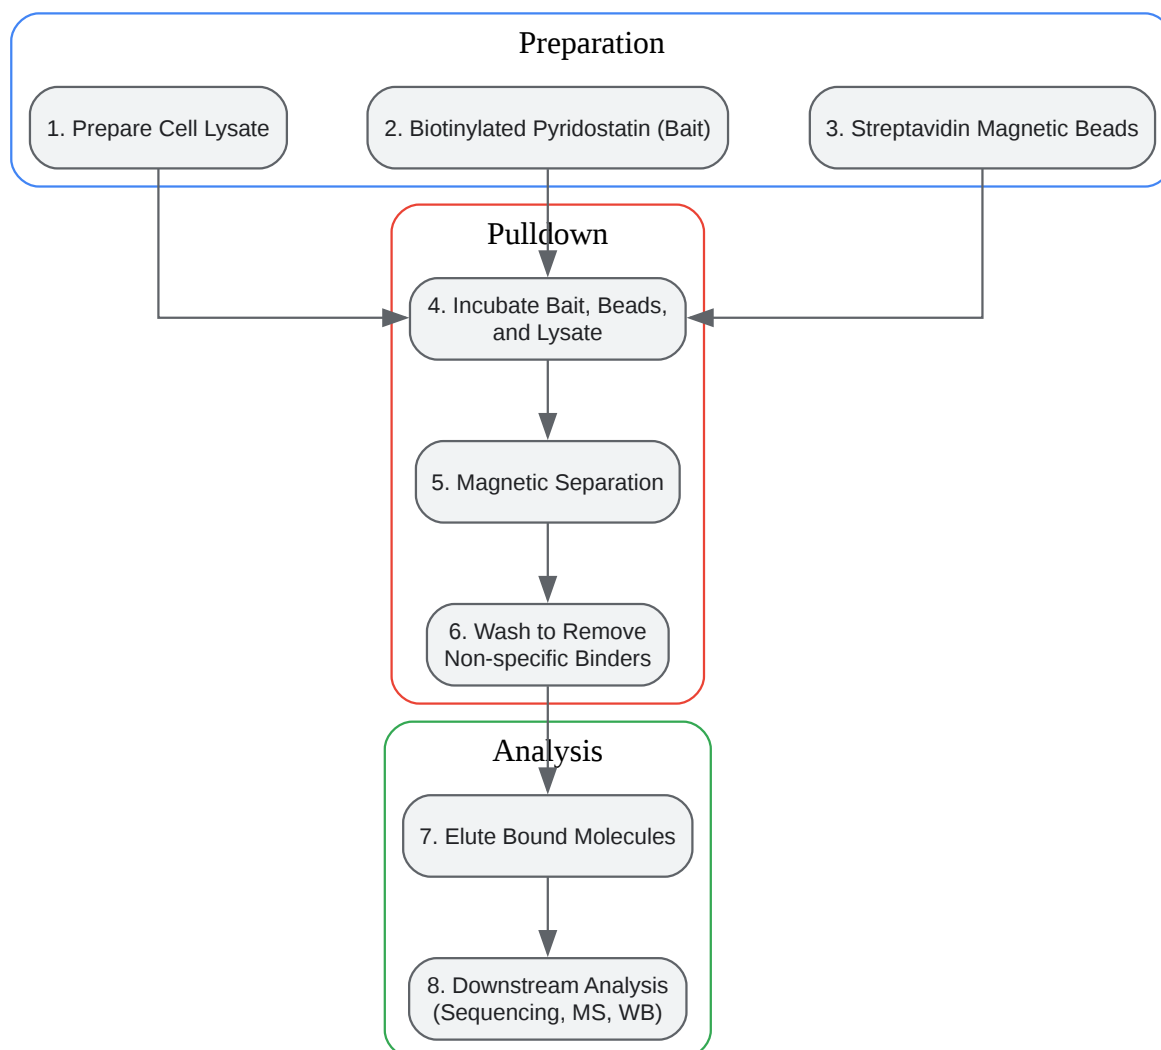 Preparation
1. Prepare Cell Lysate
2. Biotinylated Pyridostatin (Bait)
3. Streptavidin Magnetic Beads
Pulldown
4. Incubate Bait, Beads,
and Lysate
5. Magnetic Separation
6. Wash to Remove
Non-specific Binders
Analysis
7. Elute Bound Molecules
8. Downstream Analysis
(Sequencing, MS, WB)